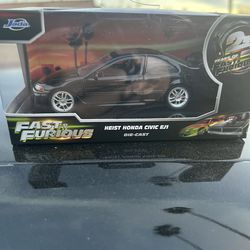 Jada
FAST & FURIOUS
HEIST HONDA CIVIC EJ1
DIE-CAST